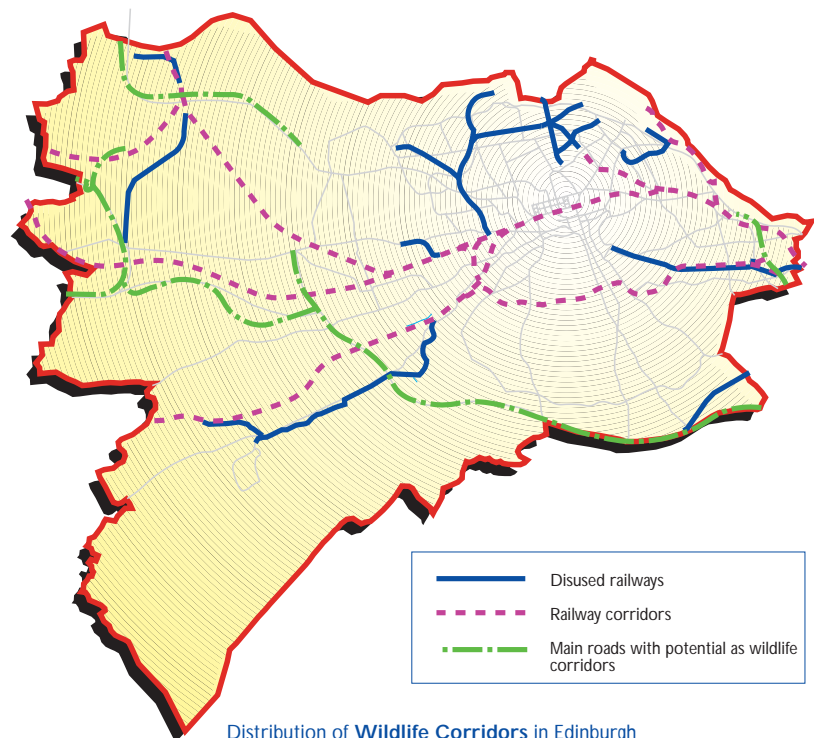 Disused railways
Railway corridors
Main roads with potential as wildlife
corridors
Distribution of Wildlife Corridors in Edinburgh